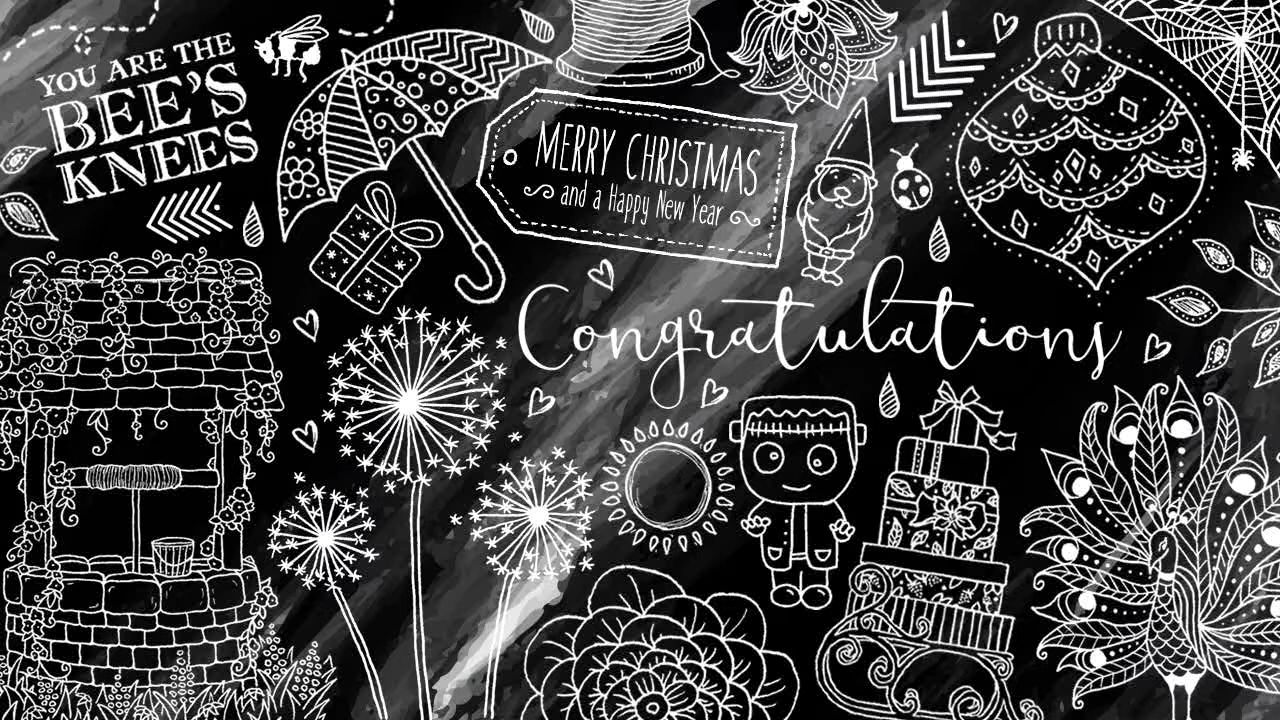 YOU ARE THE
BEE'S
KNEES
MERRY CHRISTMAS
and a Happy New Year
Congratulations